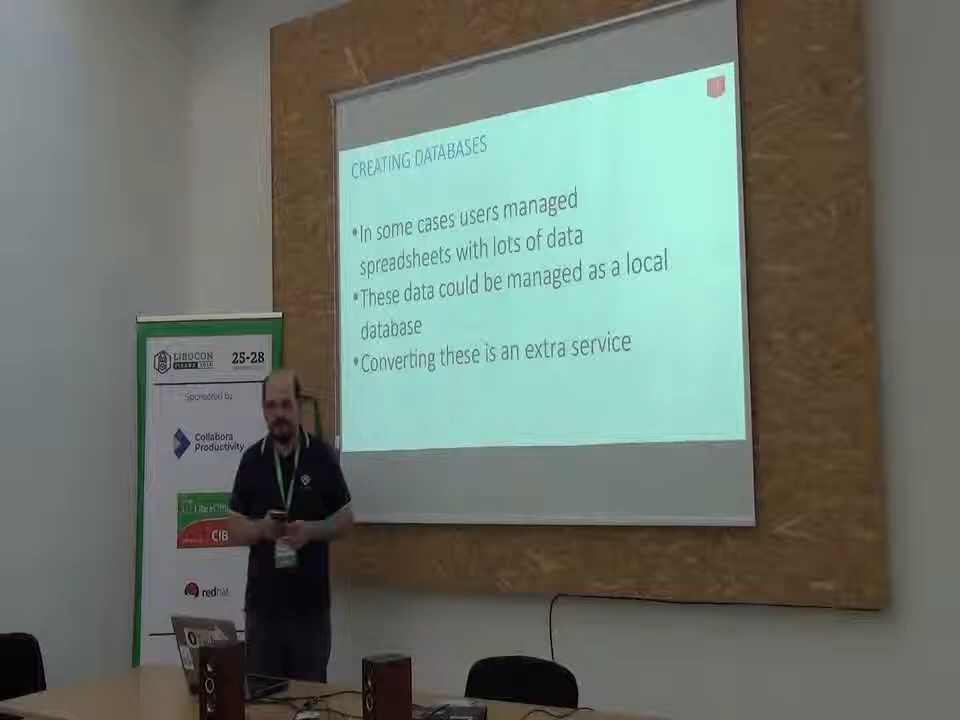 CREATING DATABASES
•In some cases users managed
spreadsheets with lots of data
•These data could be managed as a local
database
•Converting these is an extra service
LIBOCON
25-28
Sponsored by
Collabora
Productivity
CIB
redhat